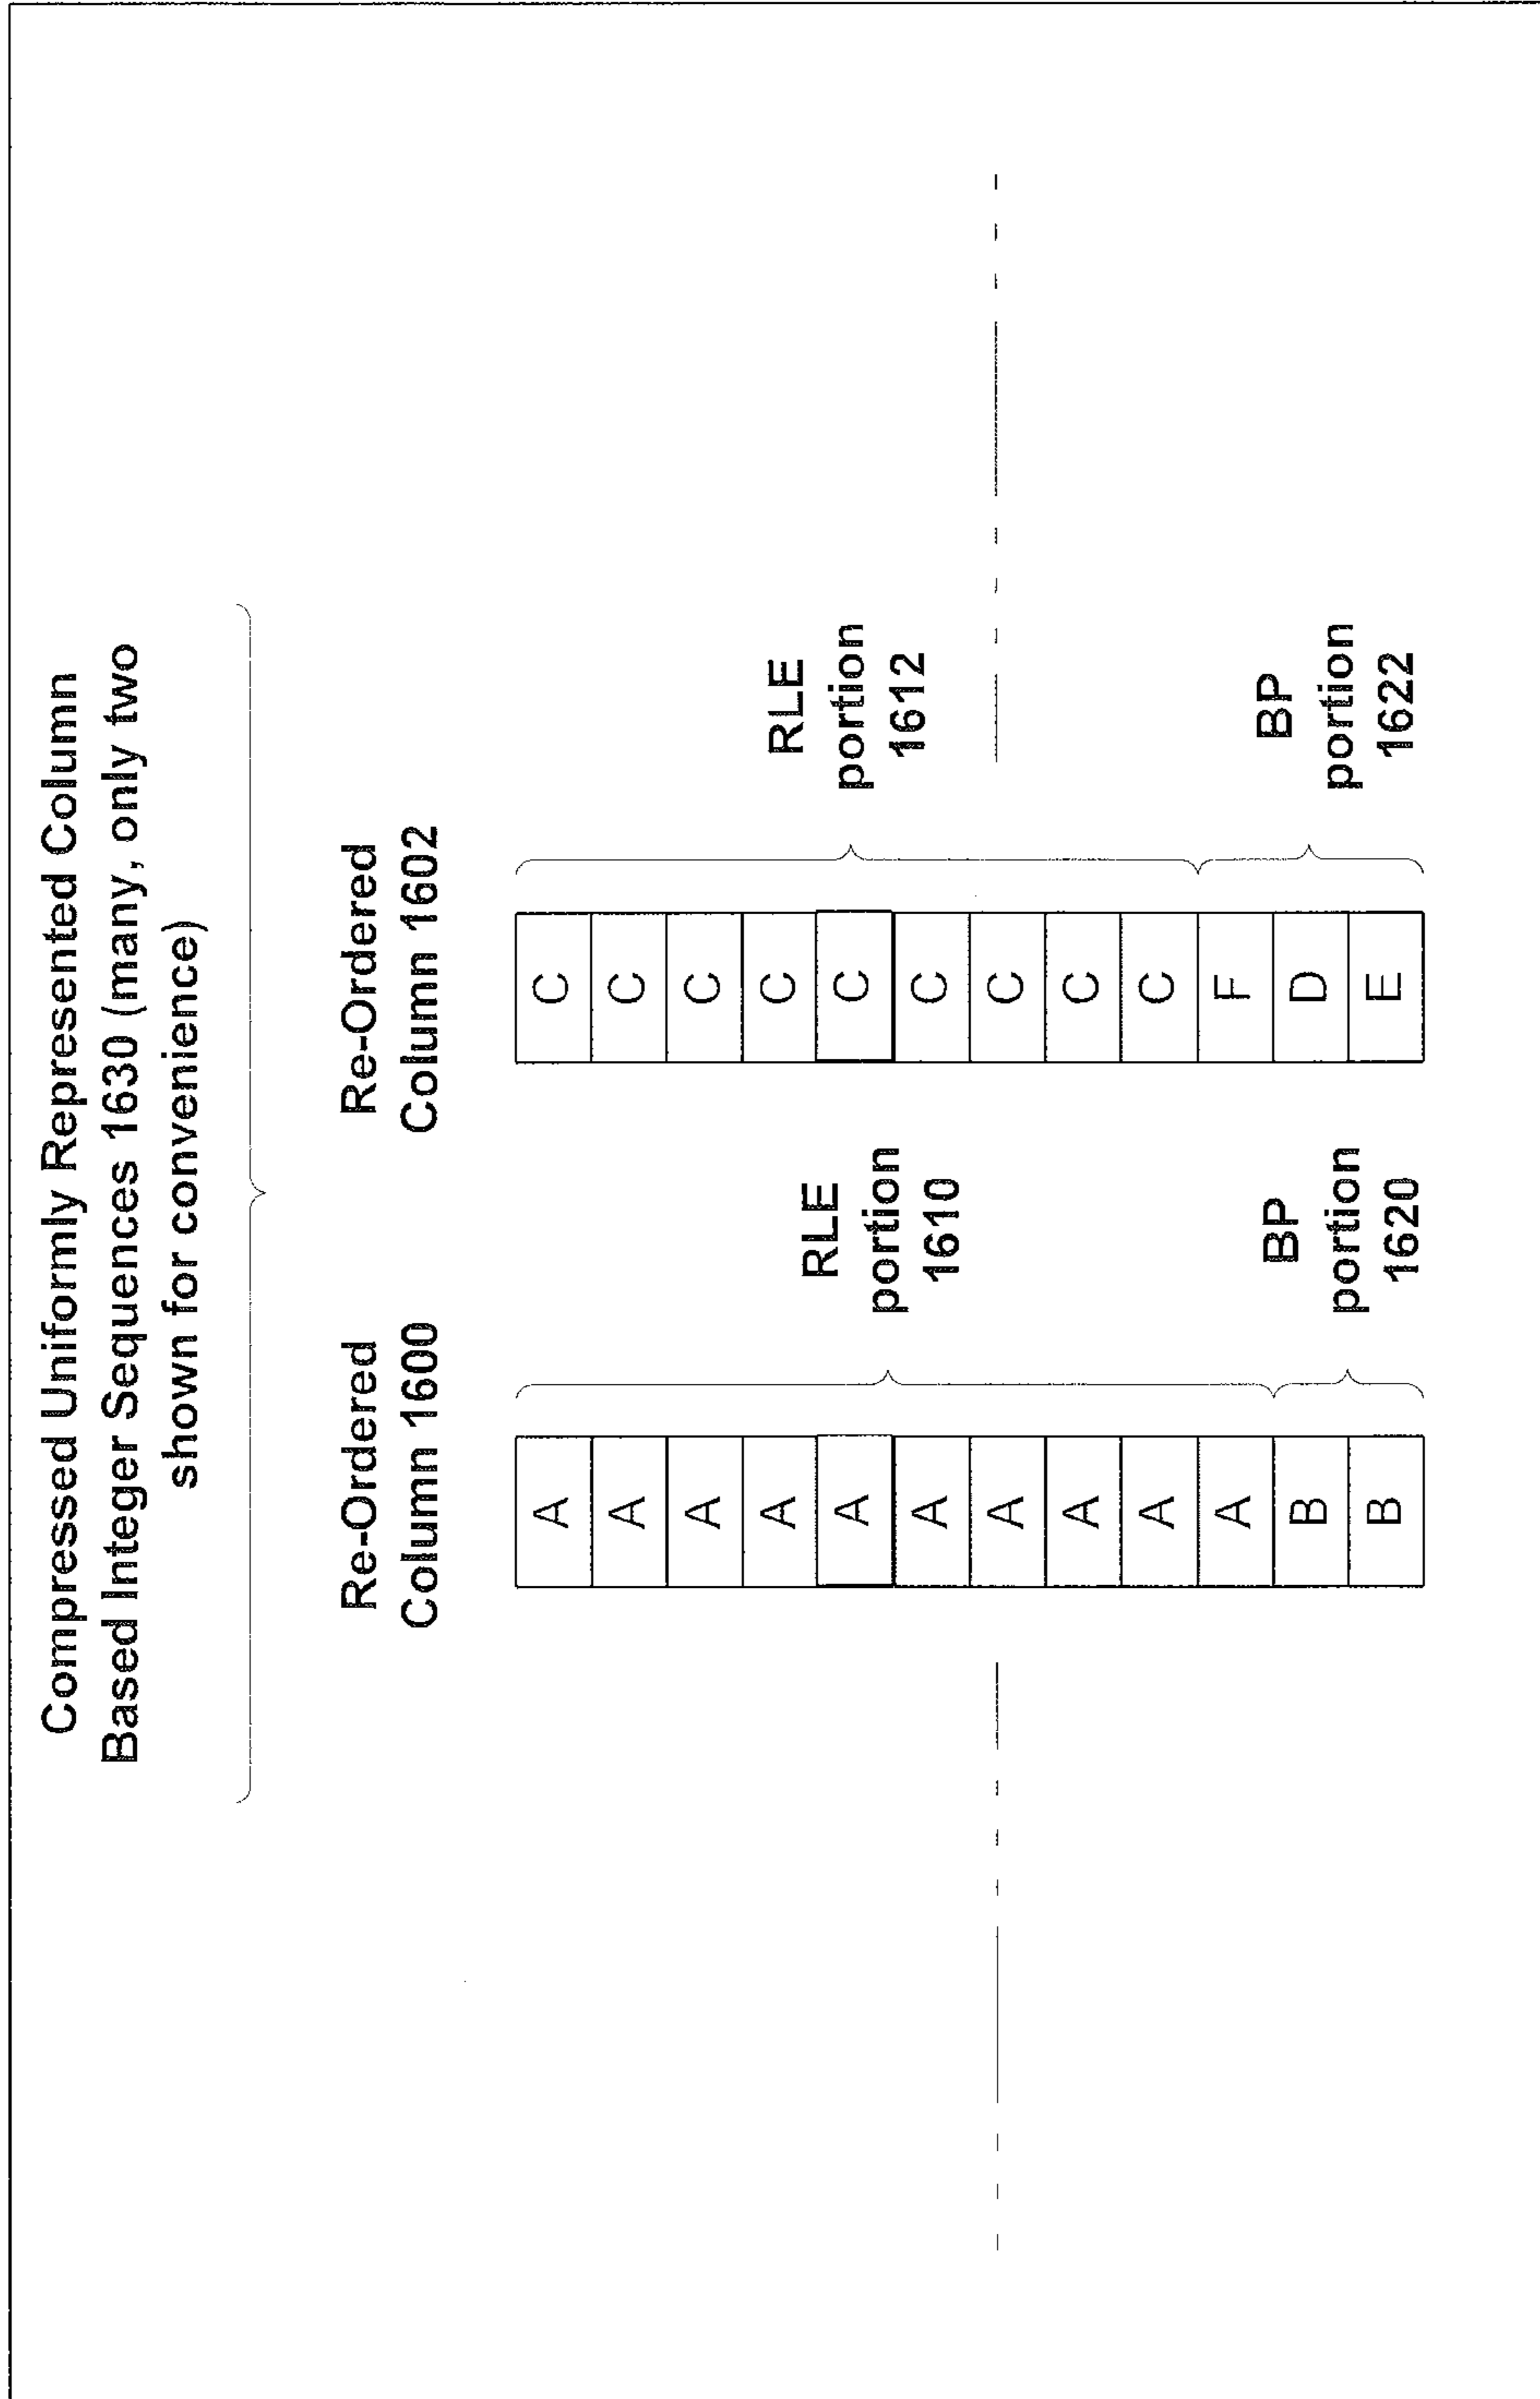 Compressed Uniformly Represented Column
Based Integer Sequences 1630 (many, only two
shown for convenience)
Re-Ordered
Column 1600
A
A
A
A
A
A
A
A
A
A
B
B
RLE
portion
1610
BP
portion
1620
Re-Ordered
Column 1602
C
C
C
C
C
C
C
C
C
F
D
E
RLE
portion
1612
BP
portion
1622